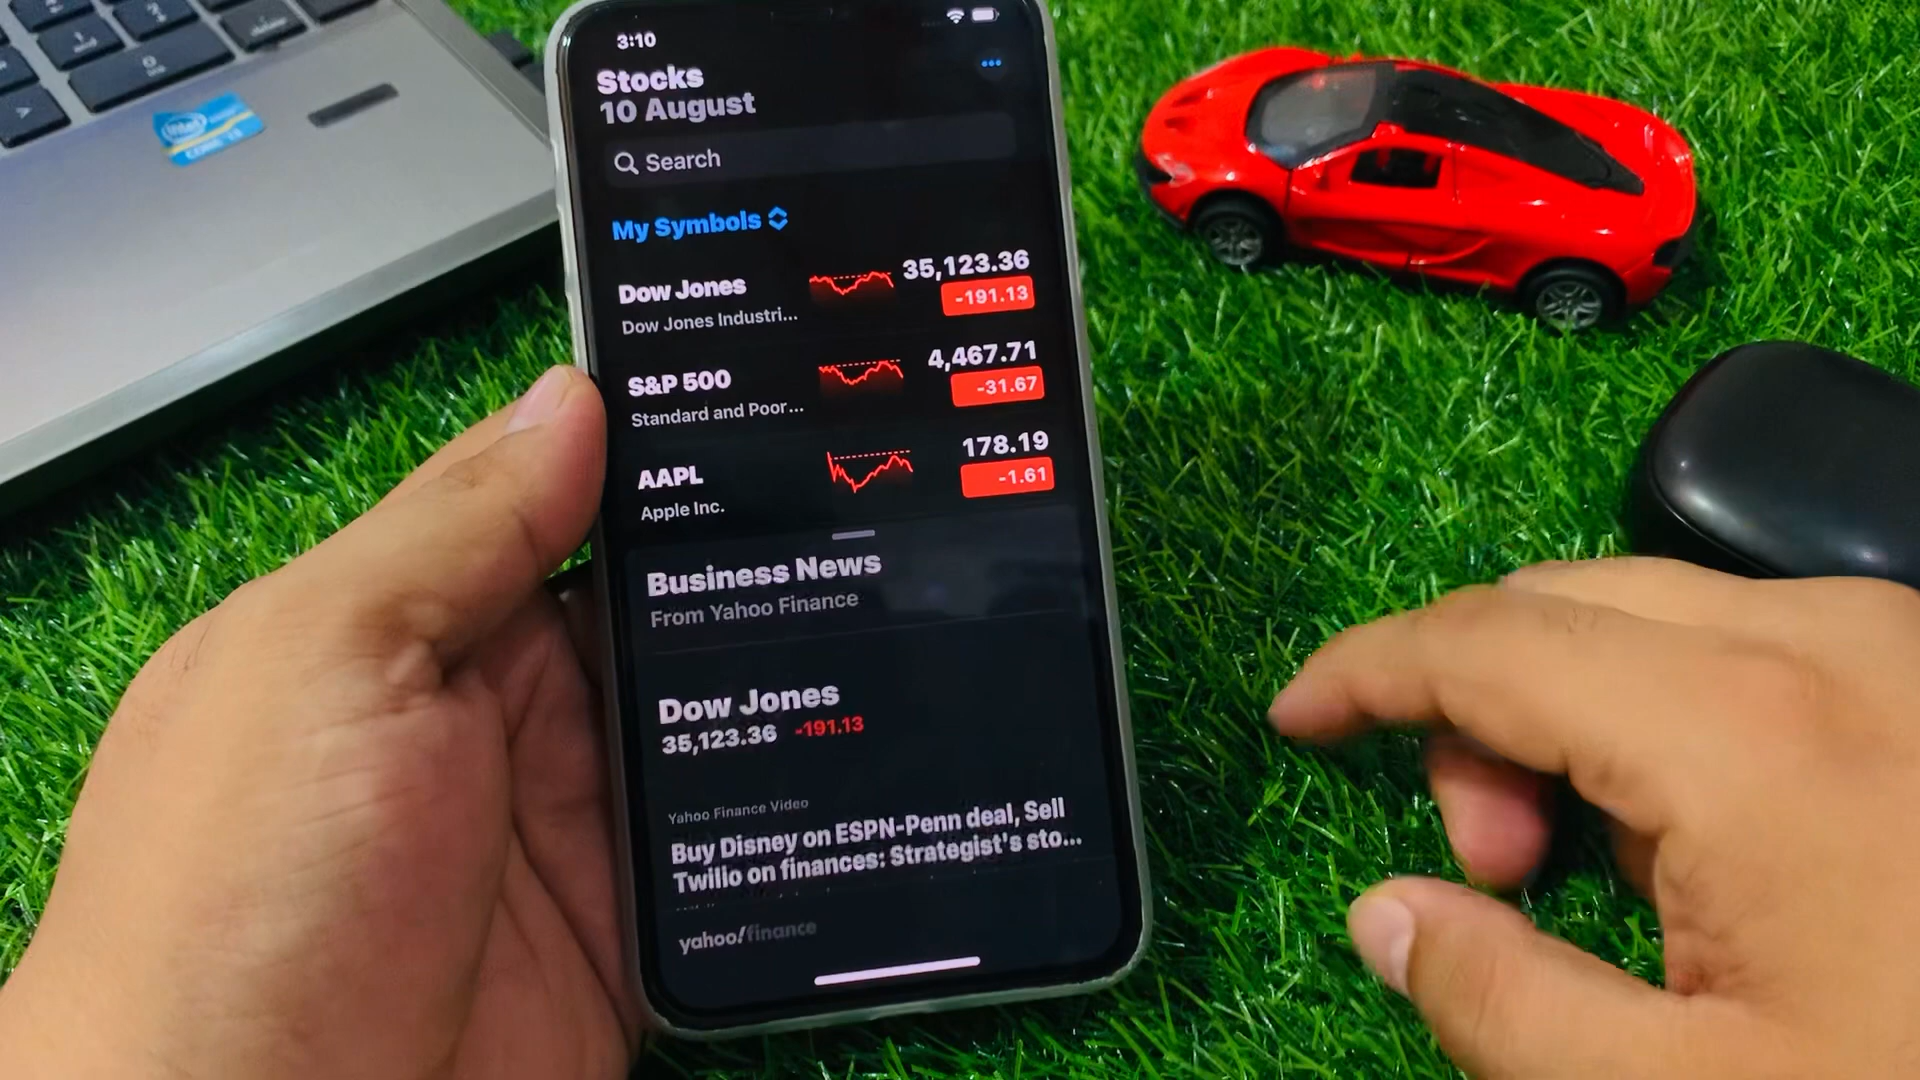 3:10
Stocks
10 August
Search
My Symbols
Dow Jones
35,123.36
-191.13
Dow Jones Industri...
S&P 500
4,467.71
-31.67
Standard and Poor...
AAPL
178.19
-1.61
Apple Inc.
Business News
From Yahoo Finance
Dow Jones
35,123.36 -191.13
Yahoo Finance Video
Buy Disney on ESPN-Penn deal, Sell
Twilio on finances: Strategist's sto...
yahoo/finance
intel
CORE